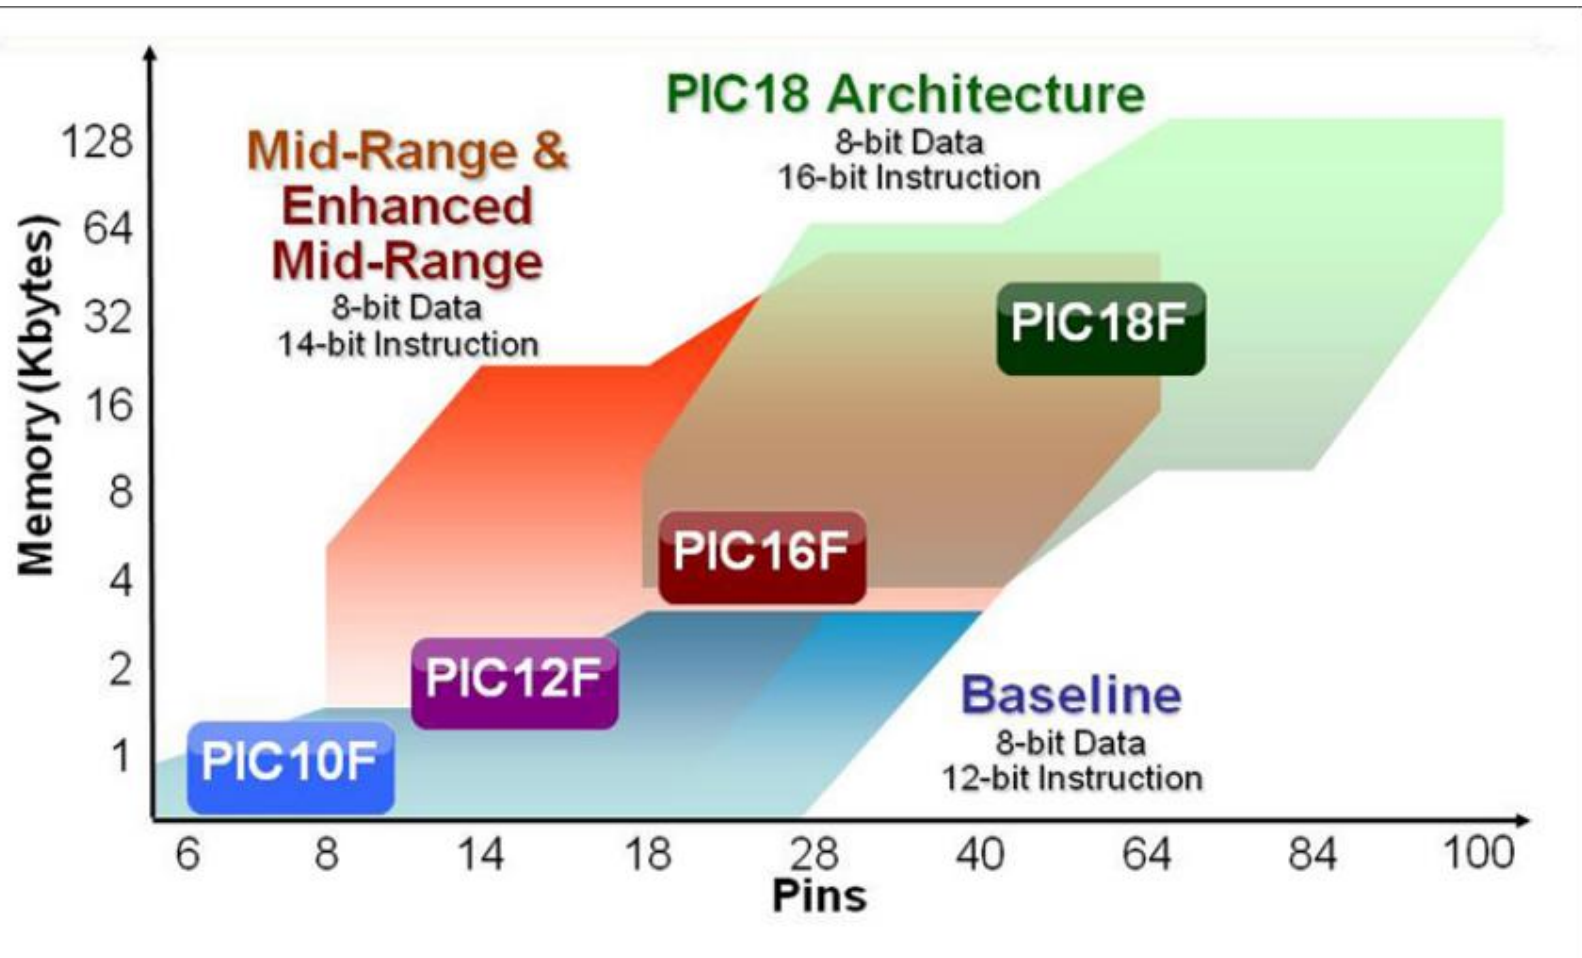 PIC18 Architecture
8-bit Data
16-bit Instruction
Mid-Range &
Enhanced
Mid-Range
8-bit Data
14-bit Instruction
Memory (Kbytes)
128
64
32
16
8
4
2
1
PIC18F
PIC16F
PIC12F
PIC10F
Baseline
8-bit Data
12-bit Instruction
6 8 14 18 28 40 64 84 100
Pins